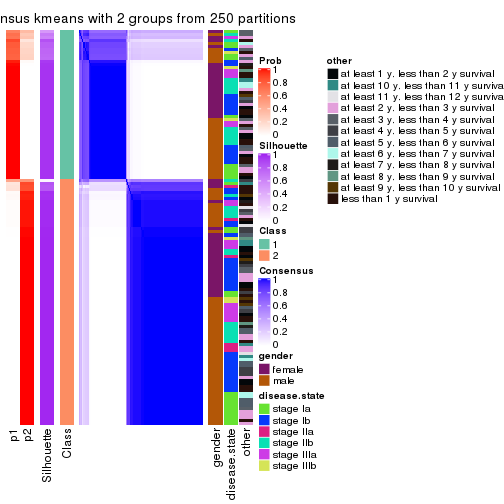 nsus kmeans with 2 groups from 250 partitions
Prob
1
0.8
0.6
0.4
0.2
0
Silhouette
1
0.8
0.6
0.4
0.2
0
Class
1
2
Consensus
1
0.8
0.6
0.4
0.2
0
gender
female
male
disease.state
stage Ia
stage Ib
stage IIa
stage IIb
stage IIIa
stage IIIb
other
at least 1 y. less than 2 y survival
at least 10 y. less than 11 y surviva
at least 11 y. less than 12 y surviva
at least 2 y. less than 3 y survival
at least 3 y. less than 4 y survival
at least 4 y. less than 5 y survival
at least 5 y. less than 6 y survival
at least 6 y. less than 7 y survival
at least 7 y. less than 8 y survival
at least 8 y. less than 9 y survival
at least 9 y. less than 10 y survival
less than 1 y survival
p1
p2
Silhouette
Class
gender
disease.state
other